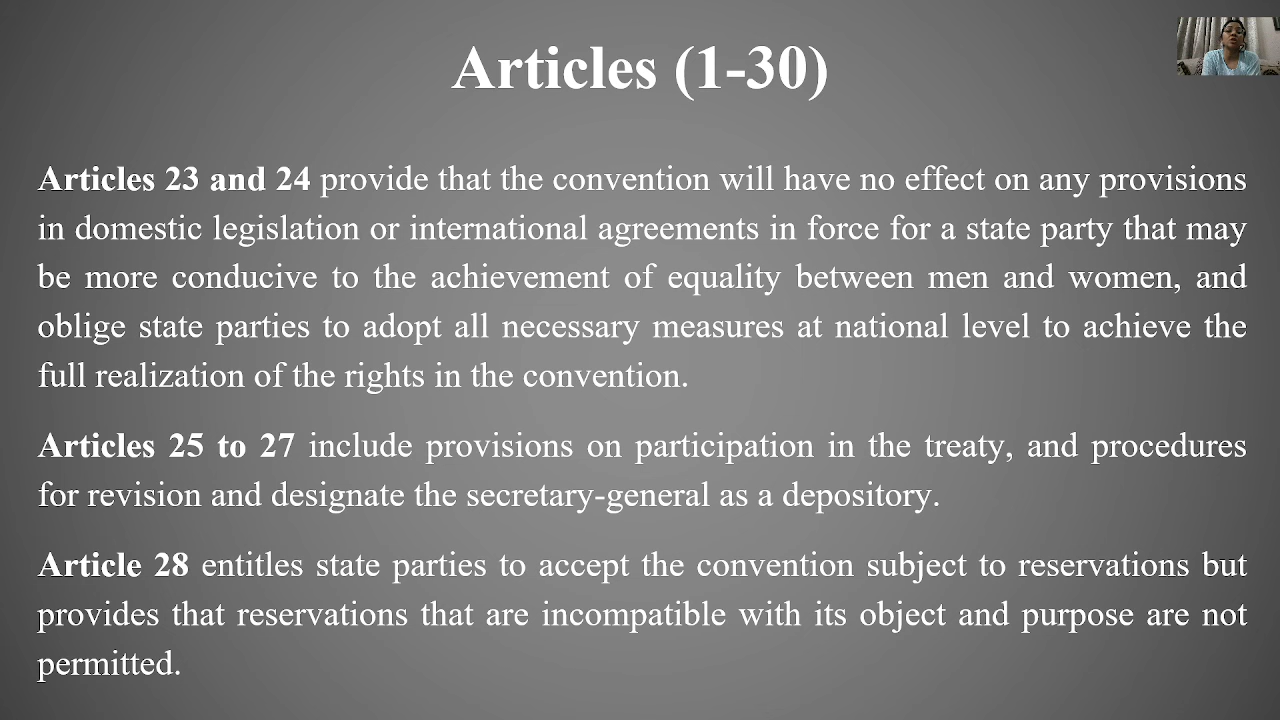 Articles (1-30)
Articles 23 and 24 provide that the convention will have no effect on any provisions
in domestic legislation or international agreements in force for a state party that may
be more conducive to the achievement of equality between men and women, and
oblige state parties to adopt all necessary measures at national level to achieve the
full realization of the rights in the convention.
Articles 25 to 27 include provisions on participation in the treaty, and procedures
for revision and designate the secretary-general as a depository.
Article 28 entitles state parties to accept the convention subject to reservations but
provides that reservations that are incompatible with its object and purpose are not
permitted.